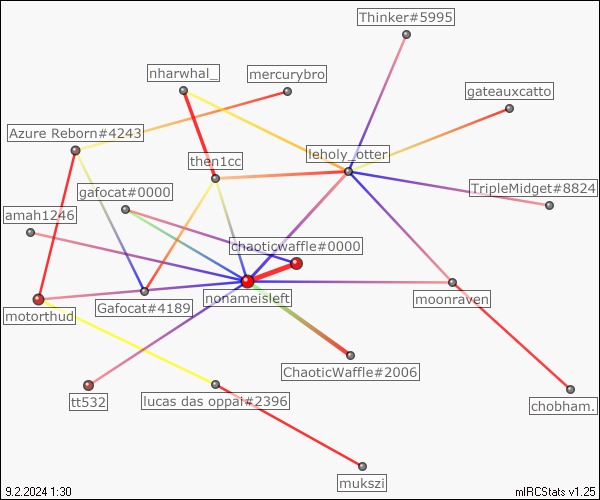 Thinker#5995
nharwhal_
mercurybro
gateauxcatto
Azure Reborn#4243
then1cc
leholy_otter
gafocat#0000
TripleMidget#8824
amah1246
chaoticwaffle#0000
nonameisleft
moonraven
motorthud
Gafocat#4189
ChaoticWaffle#2006
tt532
lucas das oppai#2396
chobham.
mukszi
9.2.2024 1:30
mIRCStats v1.25